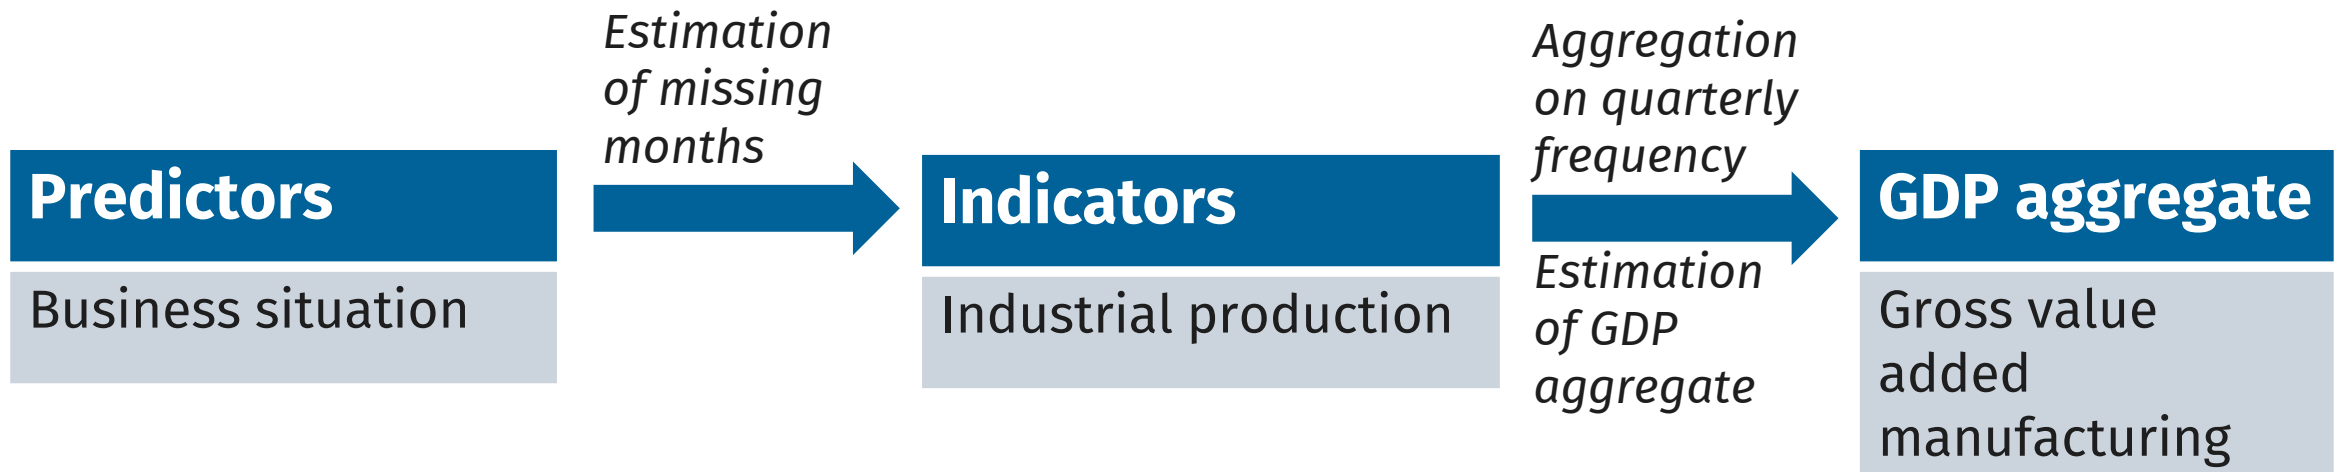 Predictors
Business situation
Estimation
of missing
months
Indicators
Industrial production
Aggregation
on quarterly
frequency
Estimation
of GDP
aggregate
GDP aggregate
Gross value
added
manufacturing